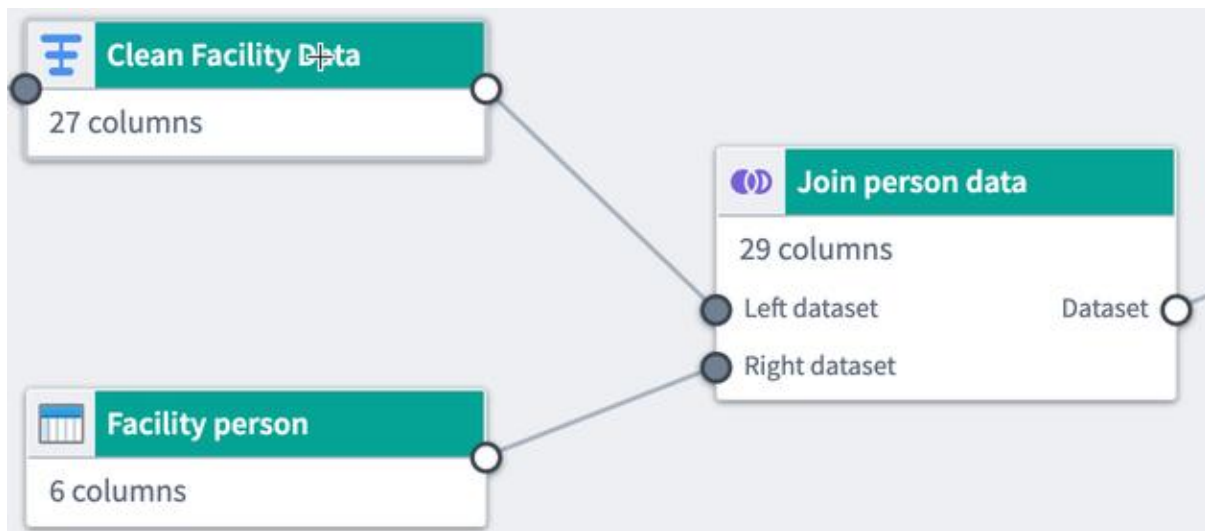 Clean Facility Data
27 columns
Join person data
29 columns
Left dataset
Dataset
Right dataset
Facility person
6 columns